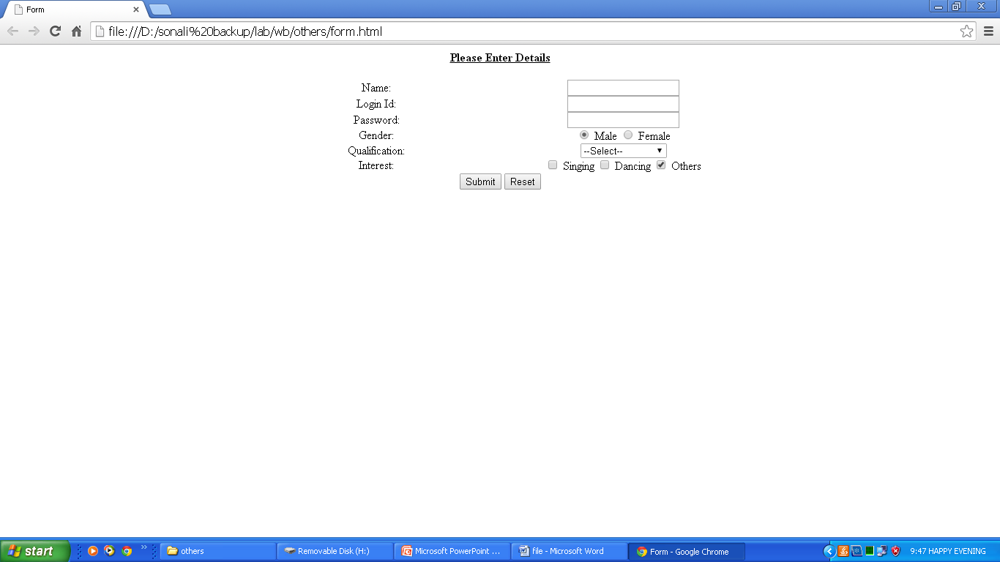 Form
file:///D:/sonali%20backup/lab/wb/others/form.html
Please Enter Details
Name:
Login Id:
Password:
Gender: Male Female
Qualification: --Select--
Interest: Singing Dancing Others
Submit Reset
start others Removable Disk (H:) Microsoft PowerPoint ... file - Microsoft Word Form - Google Chrome 9:47 HAPPY EVENING